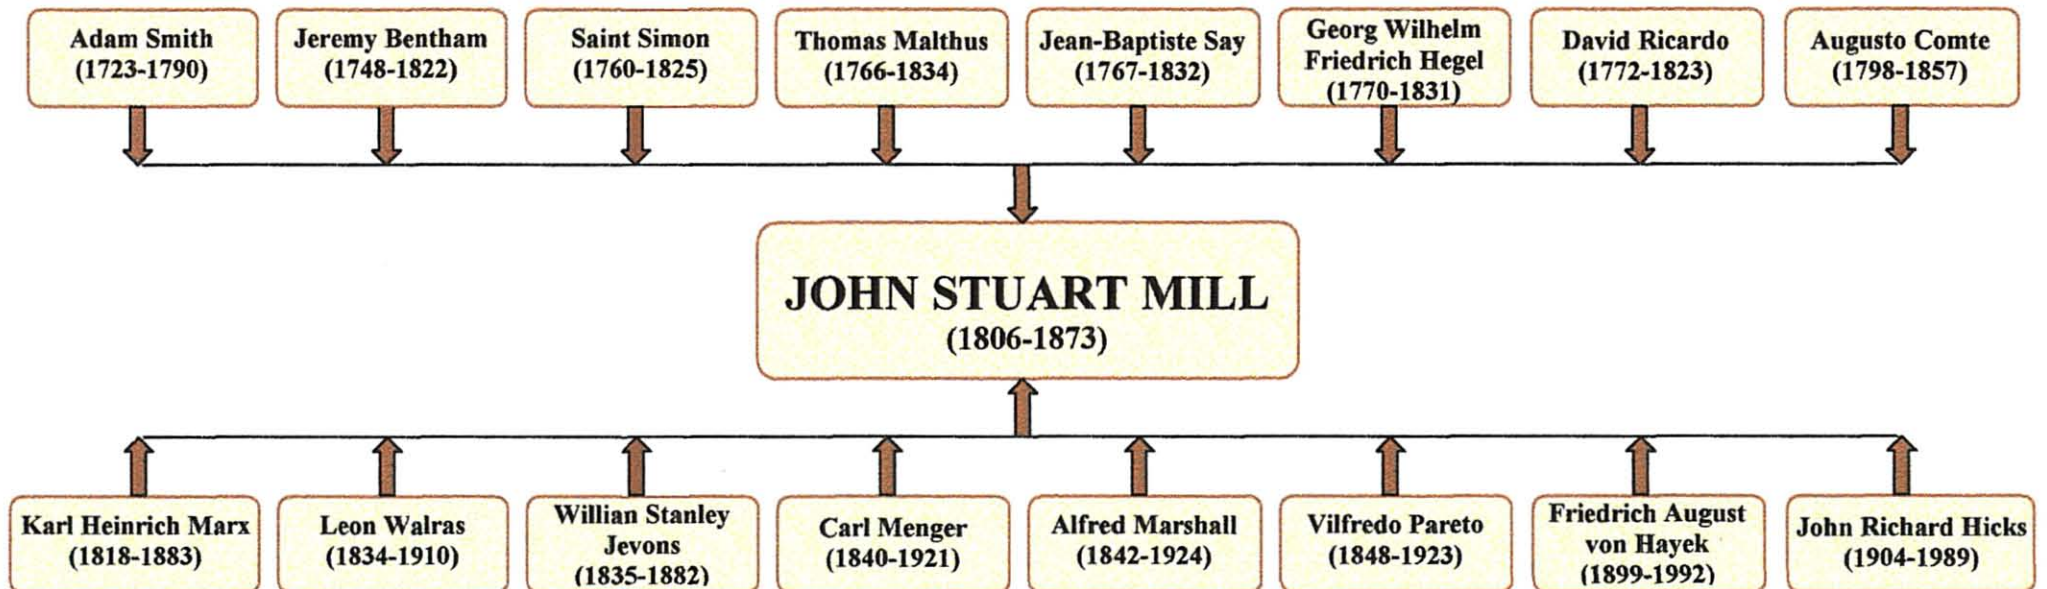 Adam Smith
(1723-1790)
Jeremy Bentham
(1748-1822)
Saint Simon
(1760-1825)
Thomas Malthus
(1766-1834)
Jean-Baptiste Say
(1767-1832)
Georg Wilhelm
Friedrich Hegel
(1770-1831)
David Ricardo
(1772-1823)
Augusto Comte
(1798-1857)
JOHN STUART MILL
(1806-1873)
Karl Heinrich Marx
(1818-1883)
Leon Walras
(1834-1910)
Willian Stanley
Jevons
(1835-1882)
Carl Menger
(1840-1921)
Alfred Marshall
(1842-1924)
Vilfredo Pareto
(1848-1923)
Friedrich August
von Hayek
(1899-1992)
John Richard Hicks
(1904-1989)